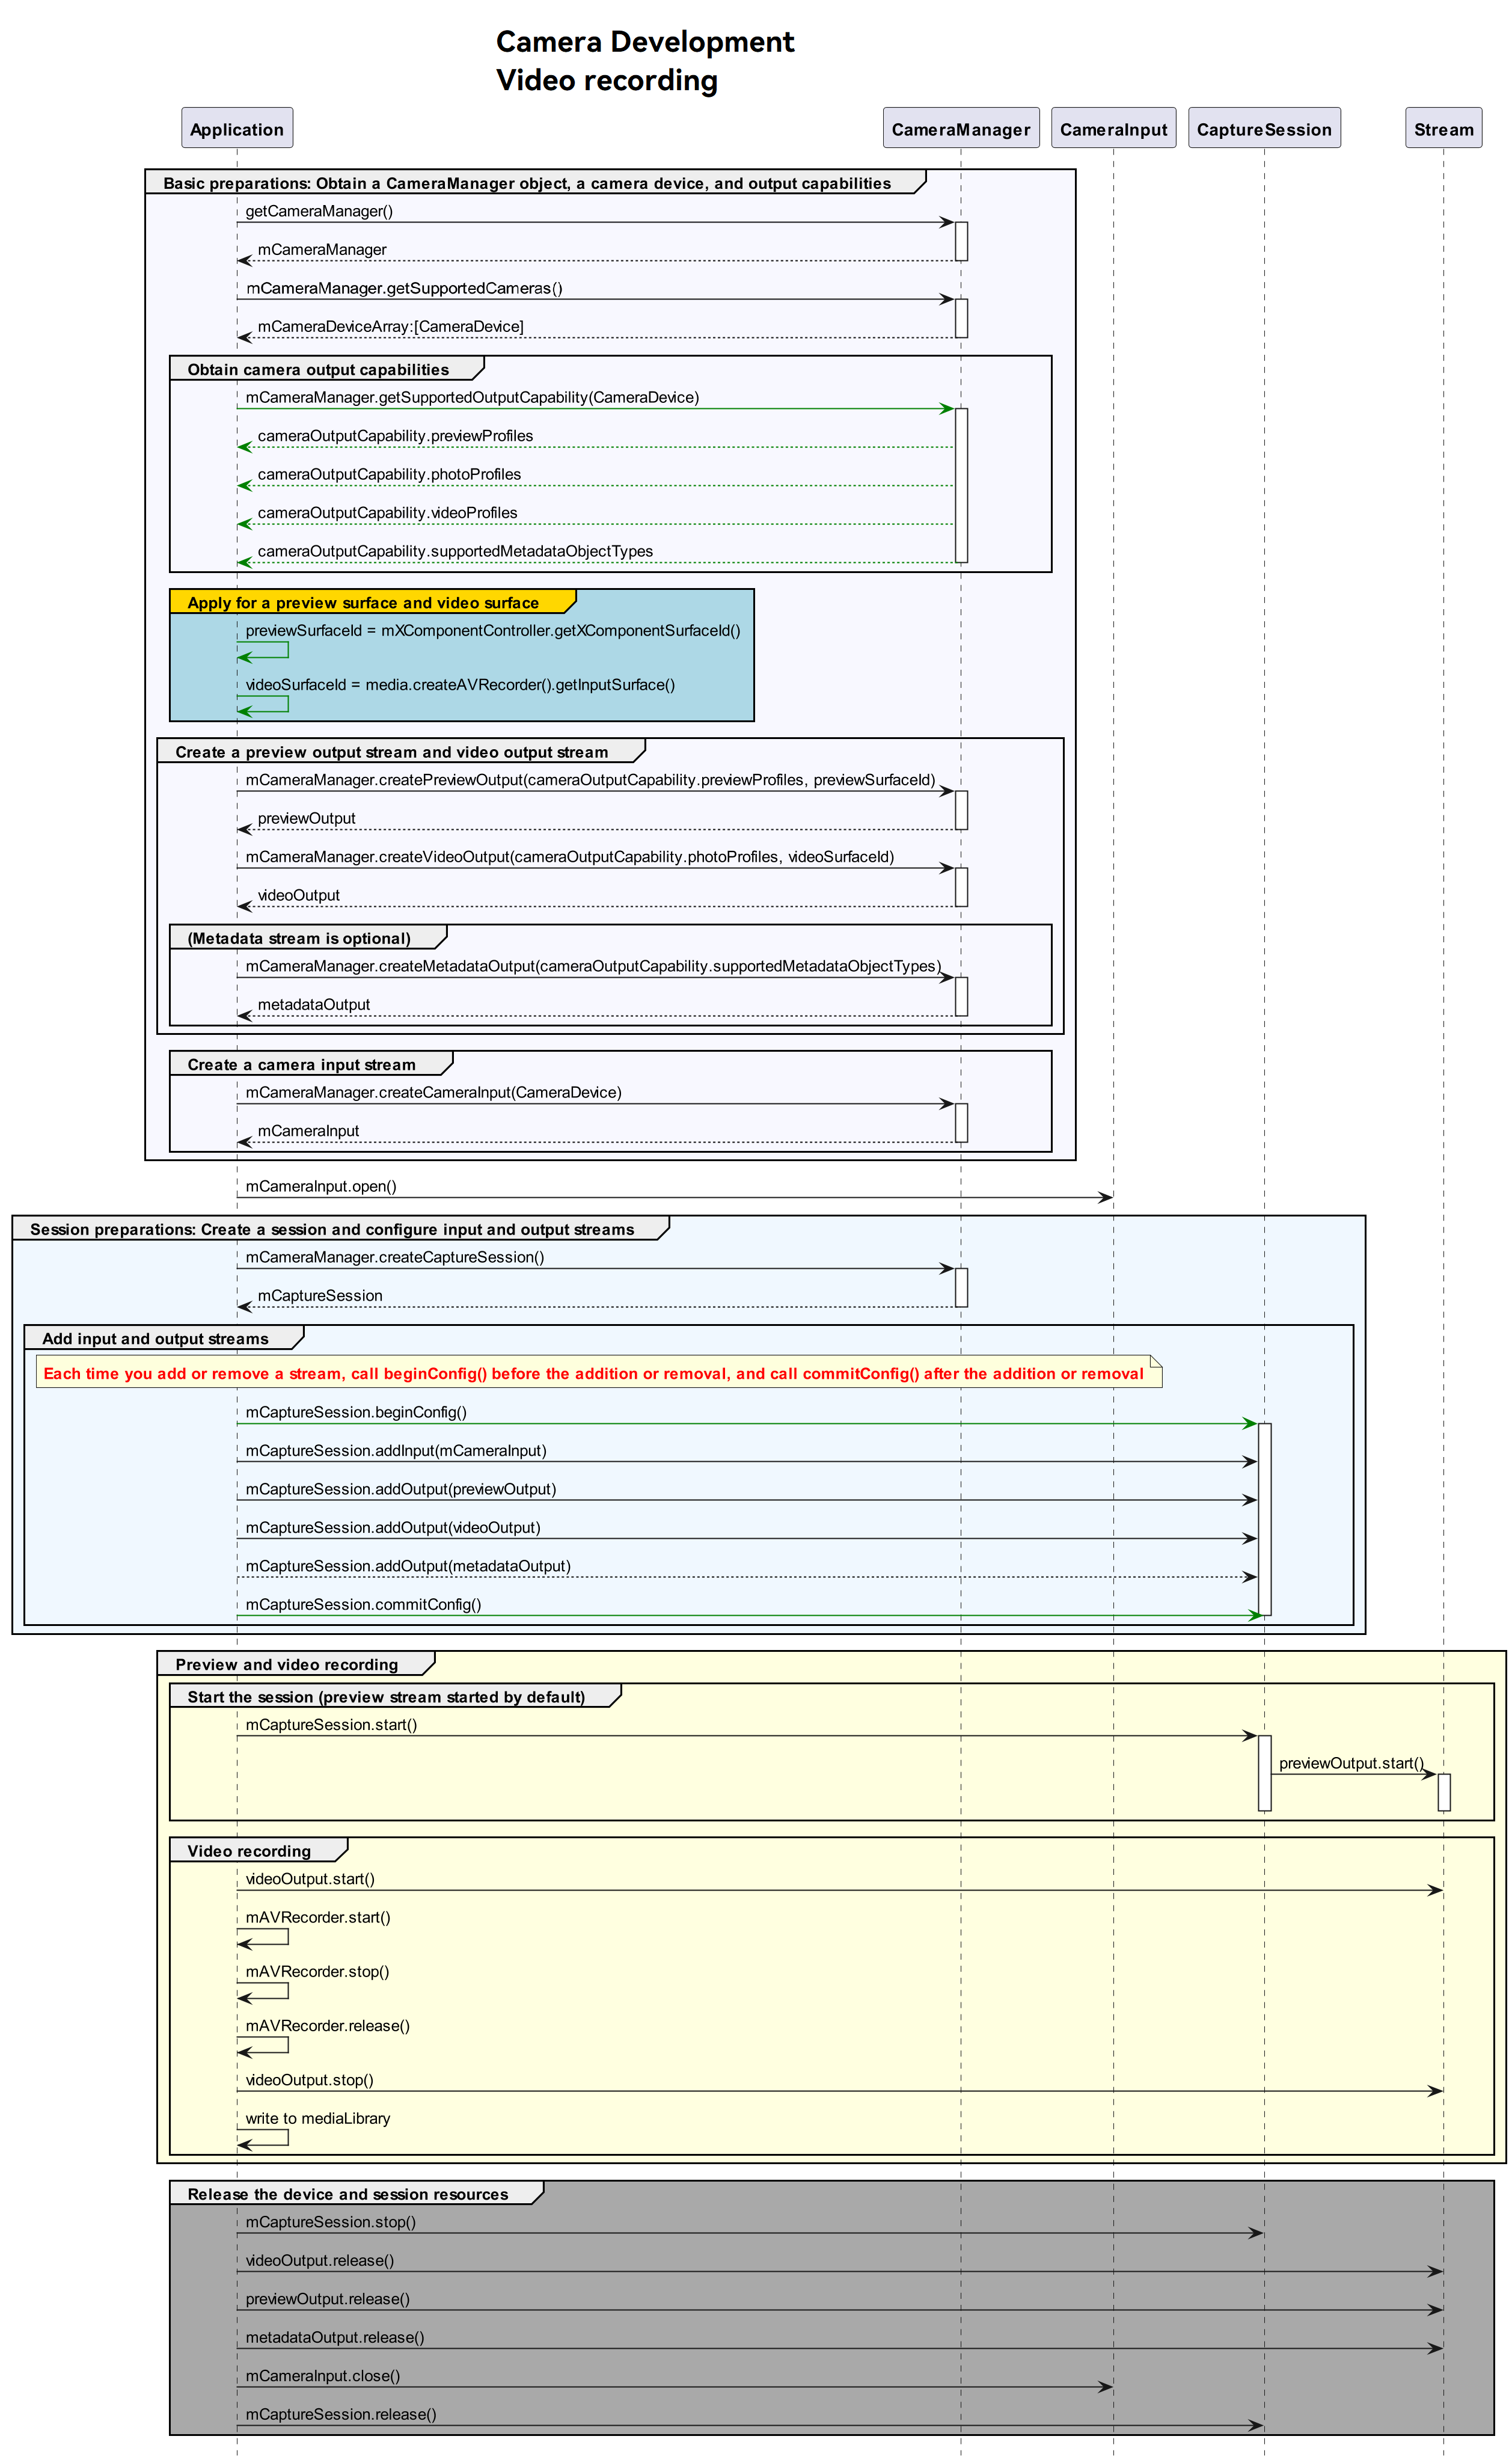 Camera Development
Video recording
Application
CameraManager
CameraInput
CaptureSession
Stream
Basic preparations: Obtain a CameraManager object, a camera device, and output capabilities
getCameraManager()
mCameraManager
mCameraManager.getSupportedCameras()
mCameraDeviceArray:[CameraDevice]
Obtain camera output capabilities
mCameraManager.getSupportedOutputCapability(CameraDevice)
cameraOutputCapability.previewProfiles
cameraOutputCapability.photoProfiles
cameraOutputCapability.videoProfiles
cameraOutputCapability.supportedMetadataObjectTypes
Apply for a preview surface and video surface
previewSurfaceId = mXComponentController.getXComponentSurfaceId()
videoSurfaceId = media.createAVRecorder().getInputSurface()
Create a preview output stream and video output stream
mCameraManager.createPreviewOutput(cameraOutputCapability.previewProfiles, previewSurfaceId)
previewOutput
mCameraManager.createVideoOutput(cameraOutputCapability.photoProfiles, videoSurfaceId)
videoOutput
(Metadata stream is optional)
mCameraManager.createMetadataOutput(cameraOutputCapability.supportedMetadataObjectTypes)
metadataOutput
Create a camera input stream
mCameraManager.createCameraInput(CameraDevice)
mCameraInput
mCameraInput.open()
Session preparations: Create a session and configure input and output streams
mCameraManager.createCaptureSession()
mCaptureSession
Add input and output streams
Each time you add or remove a stream, call beginConfig() before the addition or removal, and call commitConfig() after the addition or removal
mCaptureSession.beginConfig()
mCaptureSession.addInput(mCameraInput)
mCaptureSession.addOutput(previewOutput)
mCaptureSession.addOutput(videoOutput)
mCaptureSession.addOutput(metadataOutput)
mCaptureSession.commitConfig()
Preview and video recording
Start the session (preview stream started by default)
mCaptureSession.start()
previewOutput.start()
Video recording
videoOutput.start()
mAVRecorder.start()
mAVRecorder.stop()
mAVRecorder.release()
videoOutput.stop()
write to mediaLibrary
Release the device and session resources
mCaptureSession.stop()
videoOutput.release()
previewOutput.release()
metadataOutput.release()
mCameraInput.close()
mCaptureSession.release()